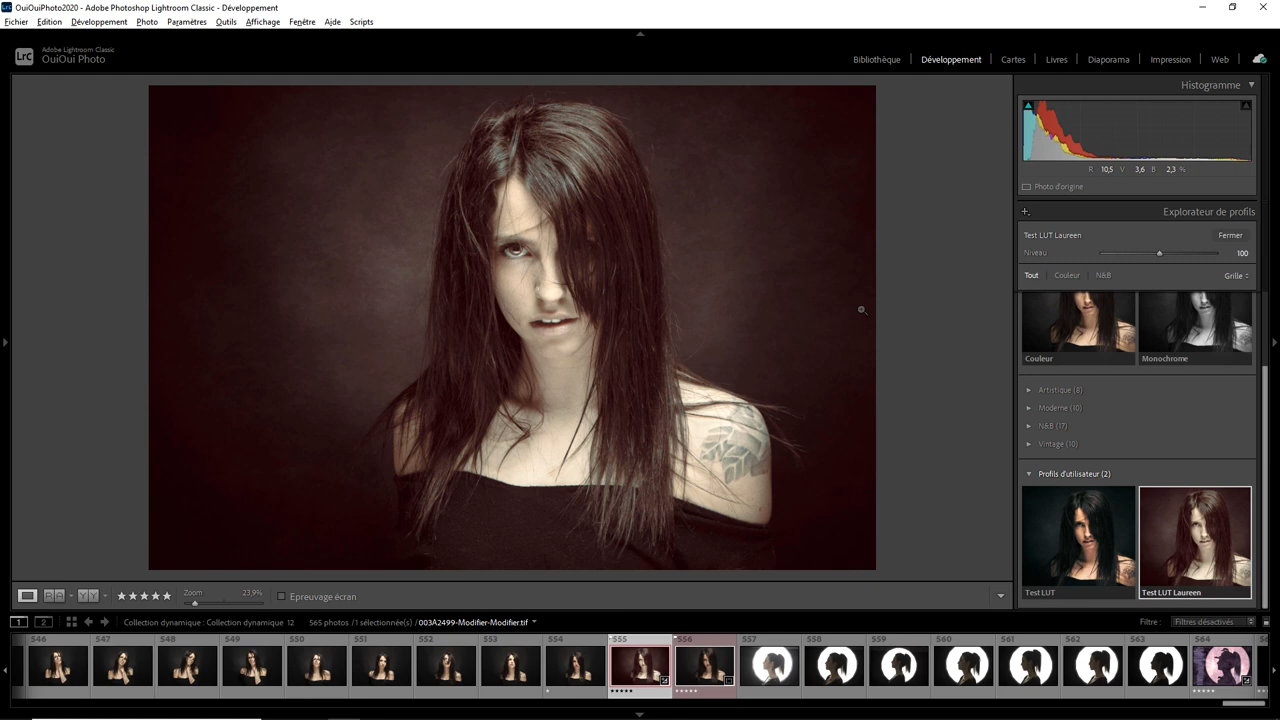 OuiOuiPhoto2020 - Adobe Photoshop Lightroom Classic - Développement
Fichier Edition Développement Photo Paramètres Outils Affichage Fenêtre Aide Scripts
Lrc Adobe Lightroom Classic
OuiOui Photo
Bibliothèque | Développement | Cartes | Livres | Diaporama | Impression | Web
Histogramme
R 10,5 V 3,6 B 2,3 %
Photo d'origine
Explorateur de profils
Test LUT Laureen Fermer
Niveau 100
Tout Couleur N&B Grille
Couleur Monochrome
Artistique (8)
Moderne (10)
N&B (17)
Vintage (10)
Profils d'utilisateur (2)
Test LUT Test LUT Laureen
Zoom 23,9% Epreuvage écran
1 2 Collection dynamique : Collection dynamique 12 565 photos /1 sélectionnée(s) /003A2499-Modifier-Modifier.tif Filtre : Filtres désactivés
546 547 548 549 550 551 552 553 554 555 556 557 558 559 560 561 562 563 564